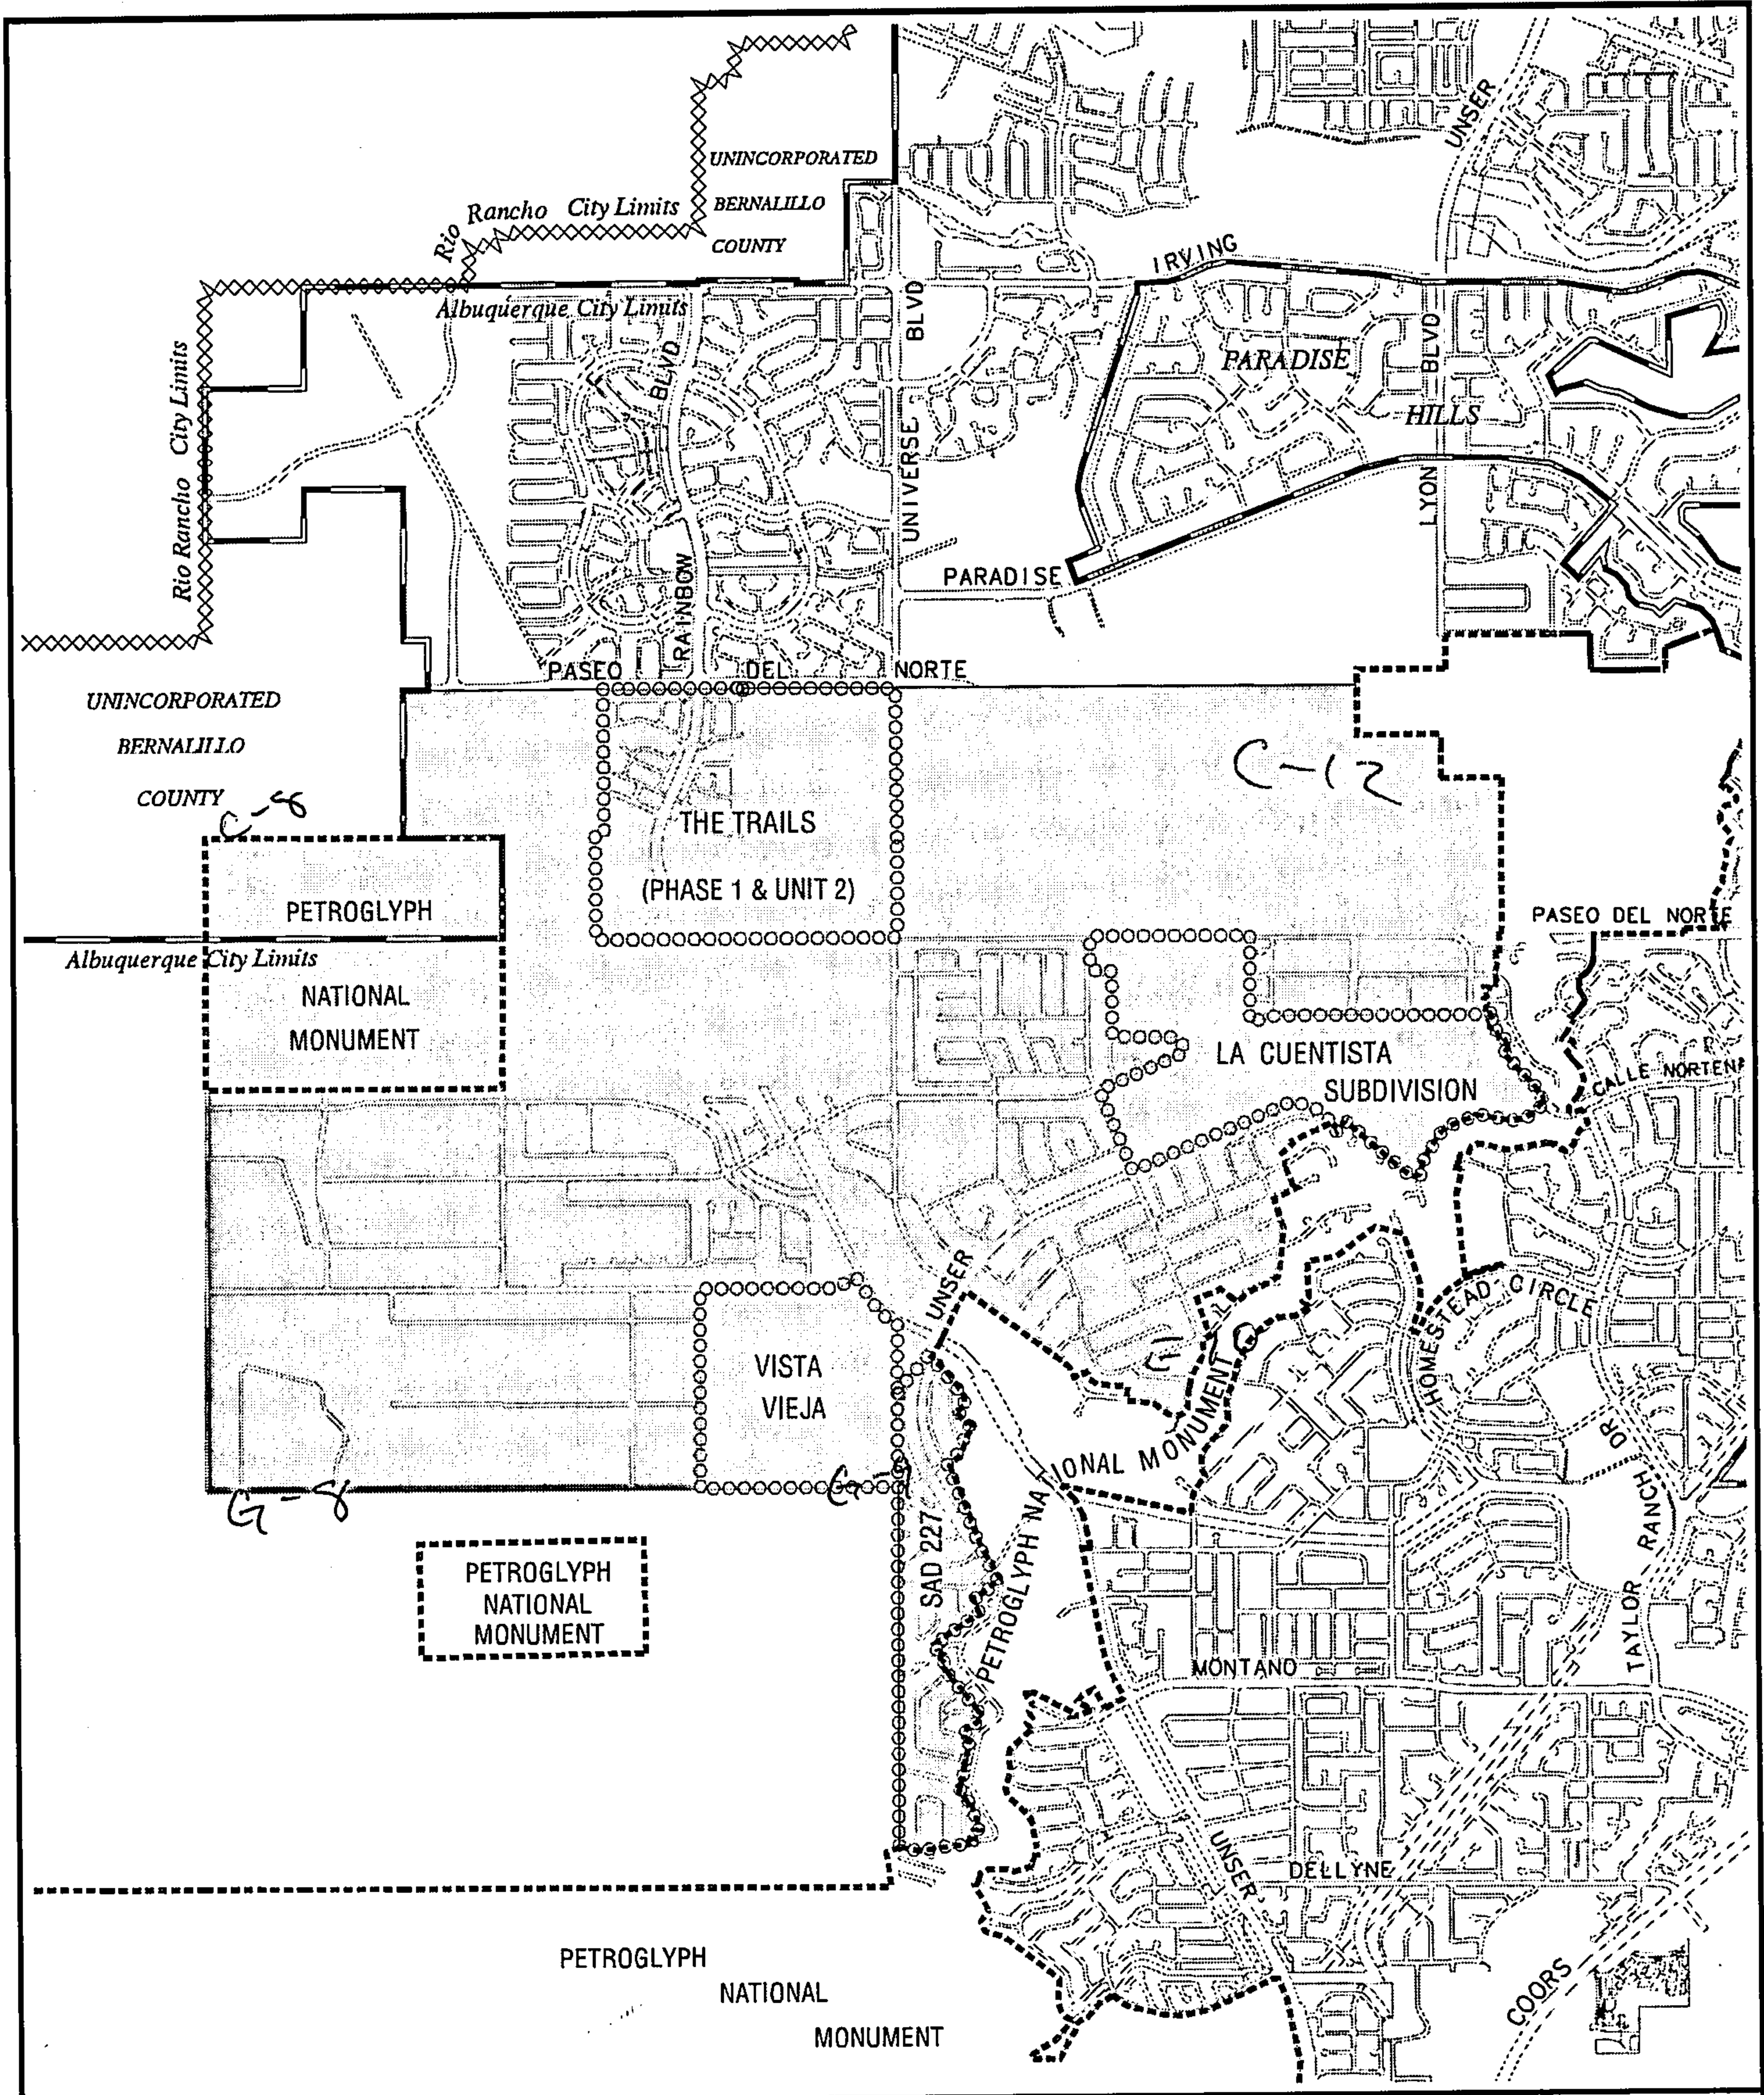 UNSER
UNINCORPORATED
BERNALILLO
COUNTY
Rio Rancho City Limits
IRVING
Albuquerque City Limits
BLVD
BLVD
BLVD
PARADISE
HILLS
Rio Rancho City Limits
UNIVERSE
LYON
RAINBOW
PARADISE
PASEO DEL NORTE
UNINCORPORATED
BERNALILLO
COUNTY
C-8
C-12
THE TRAILS
(PHASE 1 & UNIT 2)
PETROGLYPH
NATIONAL
MONUMENT
Albuquerque City Limits
PASEO DEL NORTE
LA CUENTISTA
SUBDIVISION
CALLE NORTEN
UNSER
HOMESTEAD CIRCLE
VISTA
VIEJA
G-8
SAD 227
PETROGLYPH NATIONAL MONUMENT
TAYLOR RANCH DR
PETROGLYPH
NATIONAL
MONUMENT
MONTANO
UNSER
DELLYNE
COORS
PETROGLYPH
NATIONAL
MONUMENT